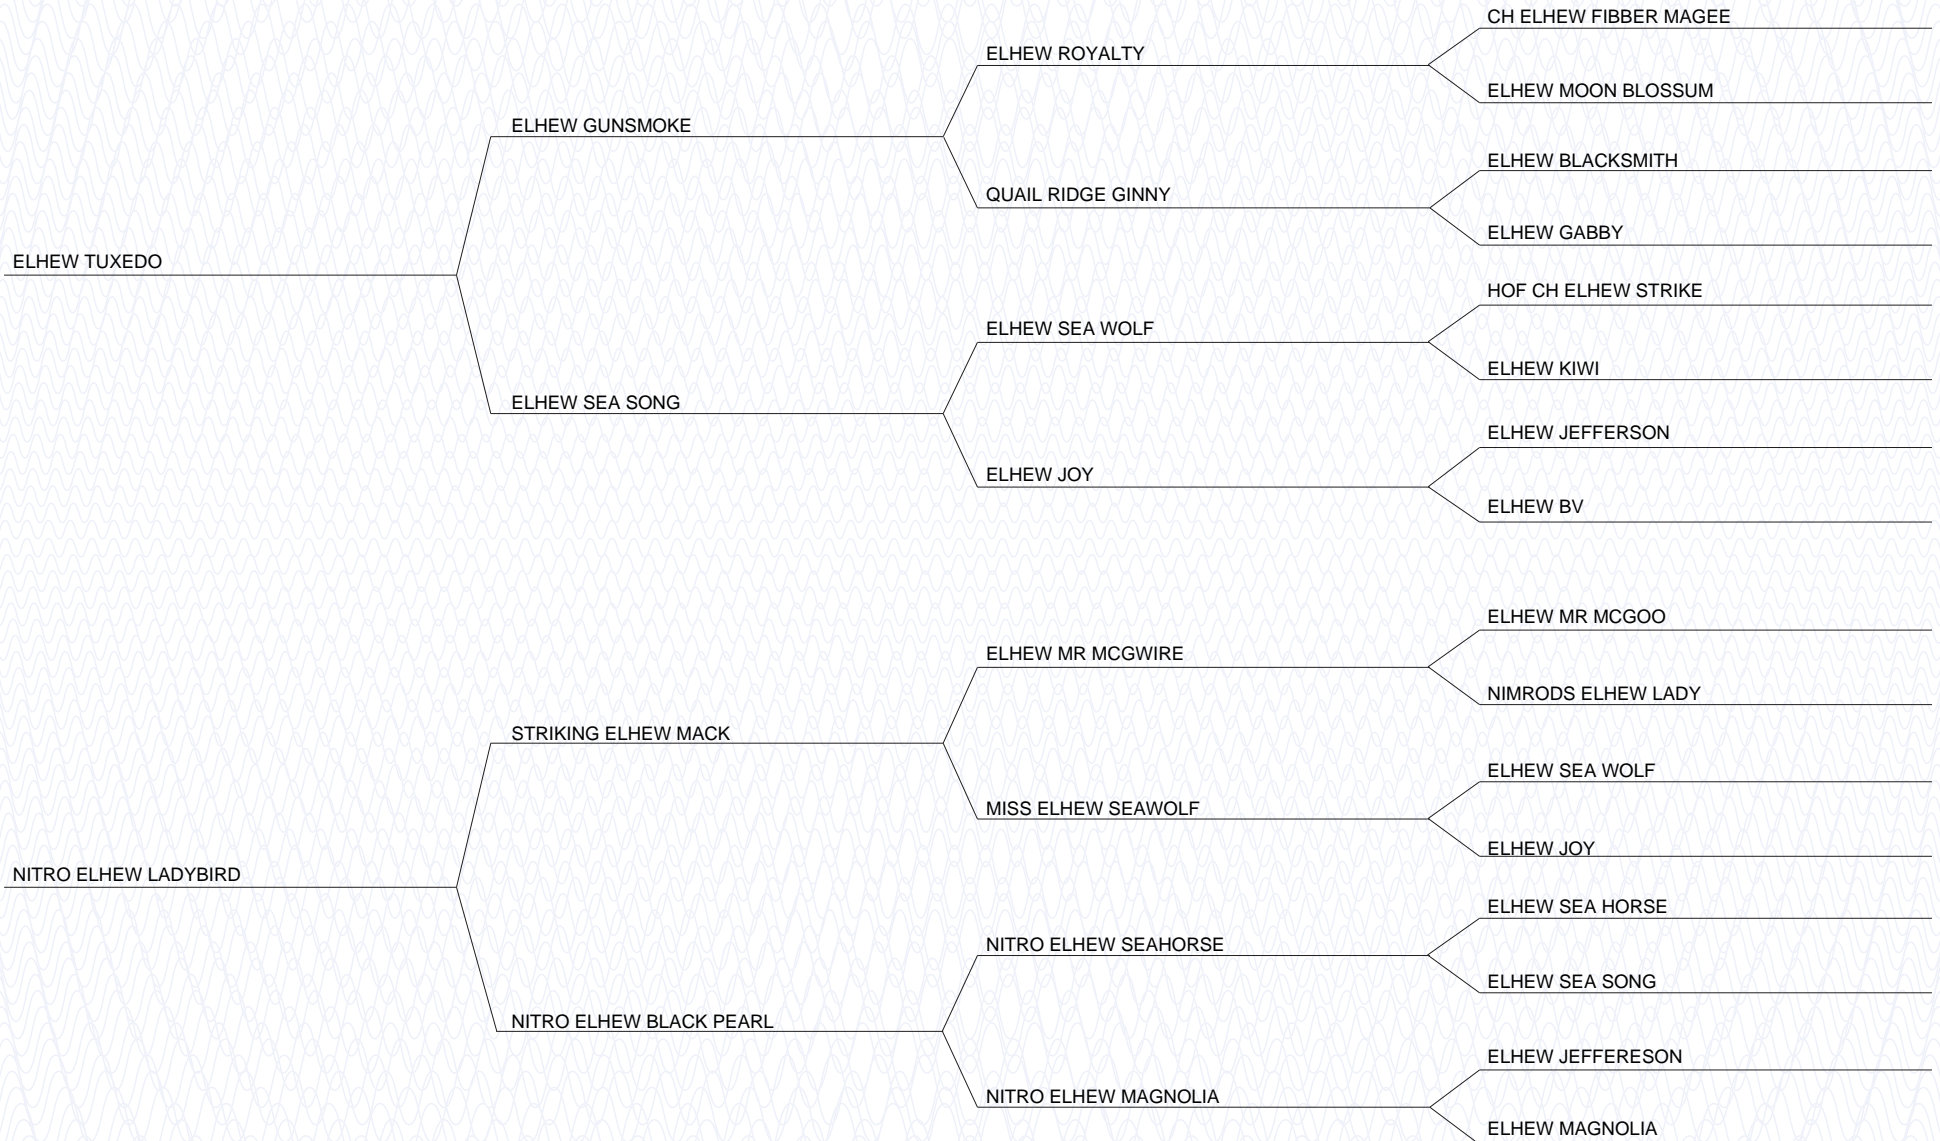 CH ELHEW FIBBER MAGEE
ELHEW ROYALTY
ELHEW MOON BLOSSUM
ELHEW GUNSMOKE
ELHEW BLACKSMITH
QUAIL RIDGE GINNY
ELHEW GABBY
ELHEW TUXEDO
HOF CH ELHEW STRIKE
ELHEW SEA WOLF
ELHEW KIWI
ELHEW SEA SONG
ELHEW JEFFERSON
ELHEW JOY
ELHEW BV
ELHEW MR MCGOO
ELHEW MR MCGWIRE
NIMRODS ELHEW LADY
STRIKING ELHEW MACK
ELHEW SEA WOLF
MISS ELHEW SEAWOLF
ELHEW JOY
NITRO ELHEW LADYBIRD
ELHEW SEA HORSE
NITRO ELHEW SEAHORSE
ELHEW SEA SONG
NITRO ELHEW BLACK PEARL
ELHEW JEFFERESON
NITRO ELHEW MAGNOLIA
ELHEW MAGNOLIA